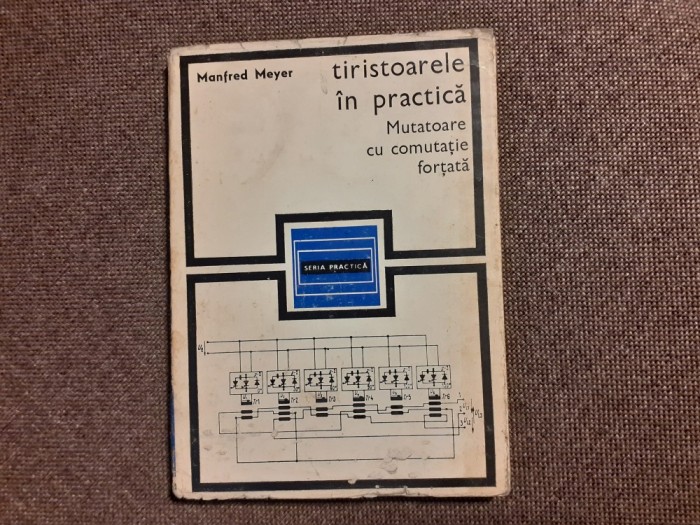 Manfred Meyer
tiristoarele
în practică
Mutatoare
cu comutație
forțată
SERIA PRACTICĂ